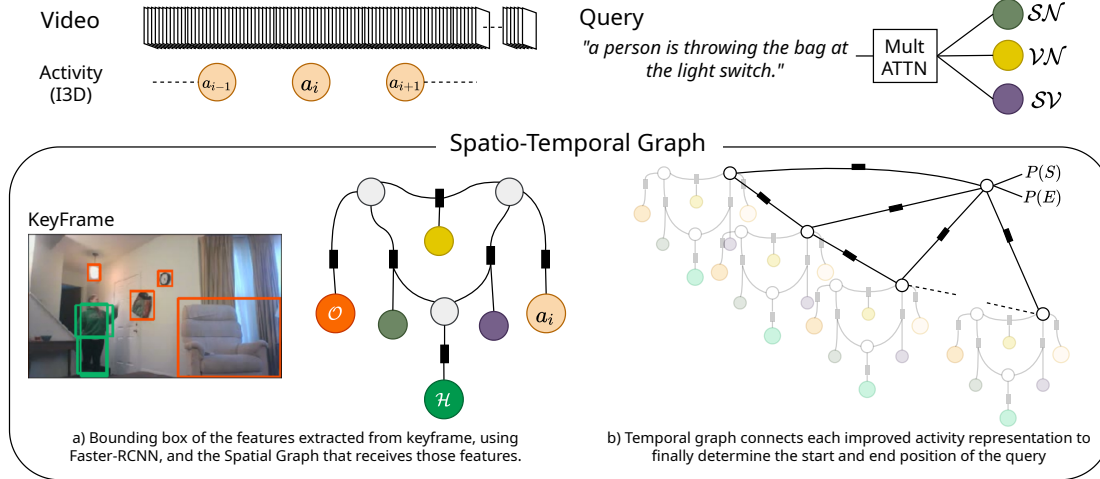 Video
Activity
(I3D)
a_{i-1}
a_i
a_{i+1}
Query
"a person is throwing the bag at
the light switch."
Mult
ATTN
SN
VN
SV
Spatio-Temporal Graph
KeyFrame
O
a_i
H
a) Bounding box of the features extracted from keyframe, using
Faster-RCNN, and the Spatial Graph that receives those features.
P(S)
P(E)
b) Temporal graph connects each improved activity representation to
finally determine the start and end position of the query